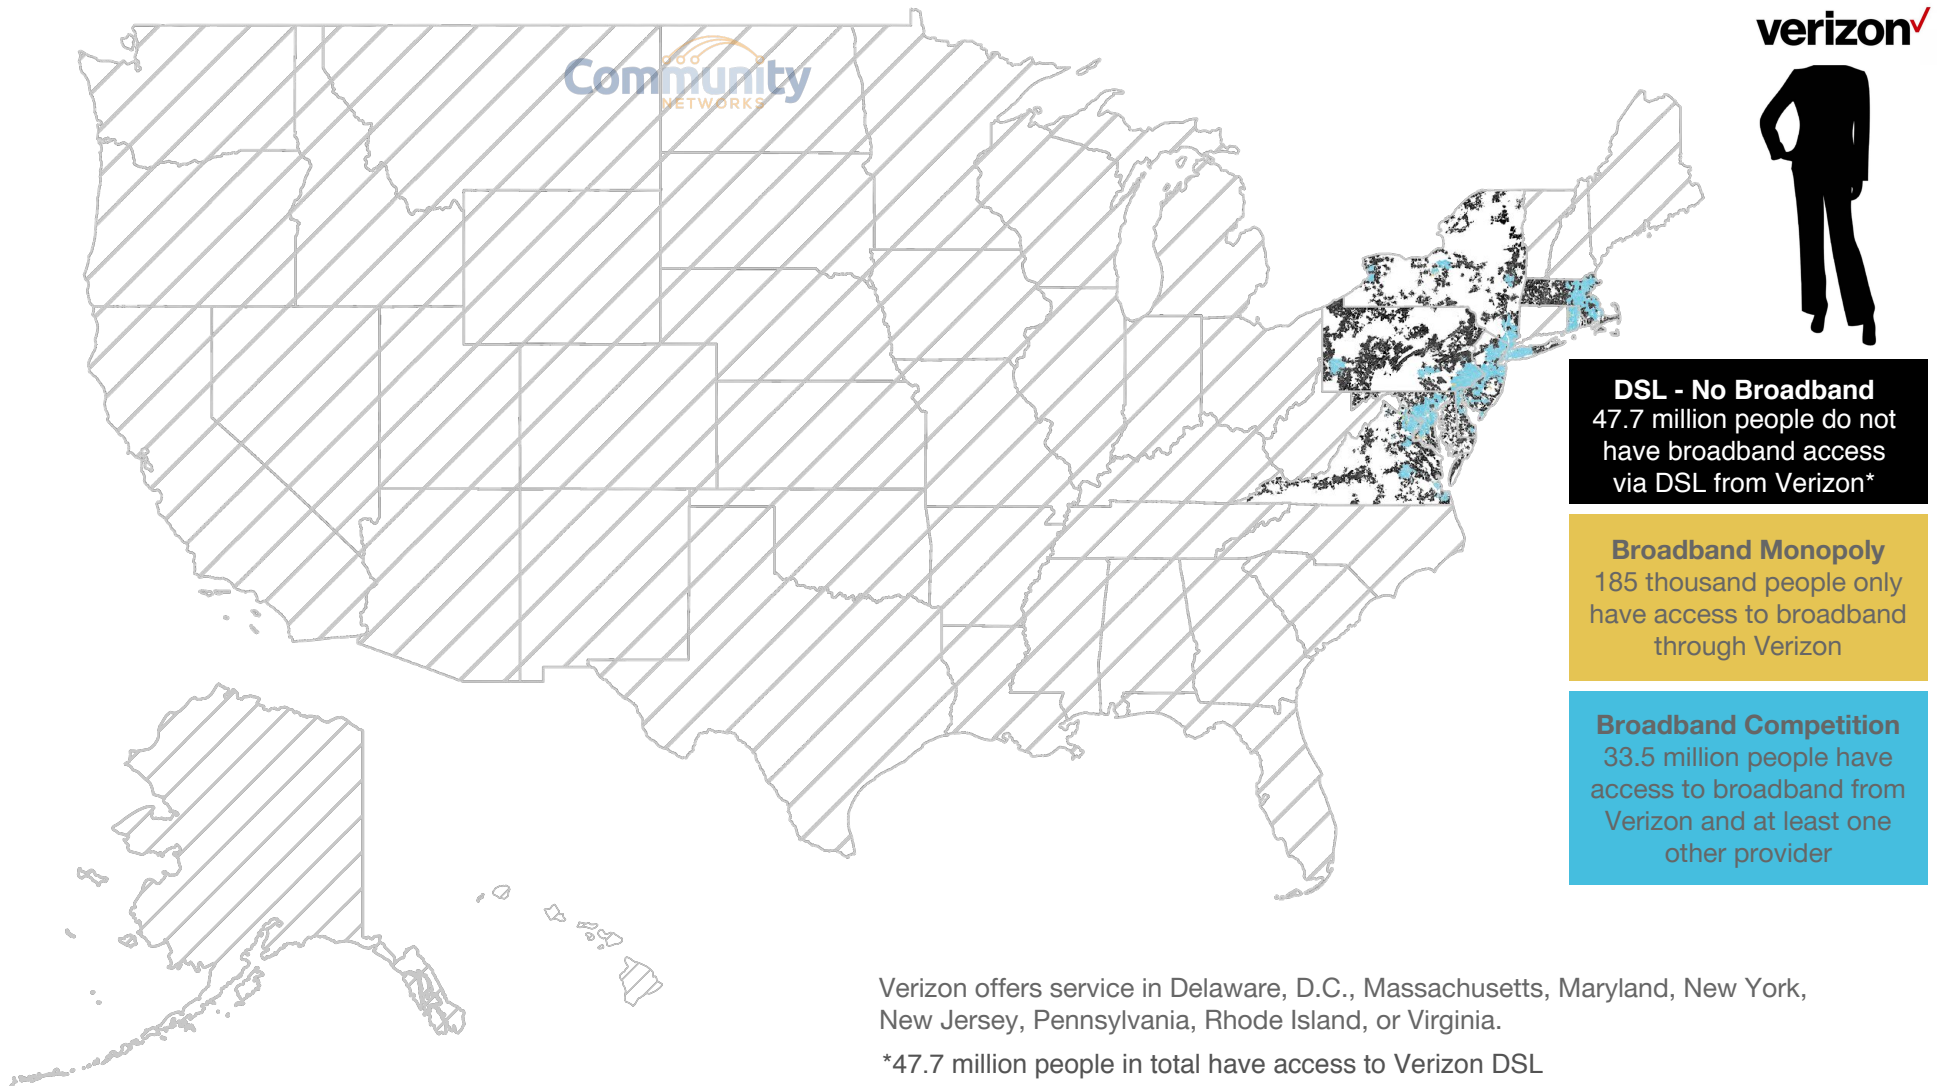 verizon✓
Community
NETWORKS
DSL - No Broadband
47.7 million people do not
have broadband access
via DSL from Verizon*
Broadband Monopoly
185 thousand people only
have access to broadband
through Verizon
Broadband Competition
33.5 million people have
access to broadband from
Verizon and at least one
other provider
Verizon offers service in Delaware, D.C., Massachusetts, Maryland, New York,
New Jersey, Pennsylvania, Rhode Island, or Virginia.
*47.7 million people in total have access to Verizon DSL